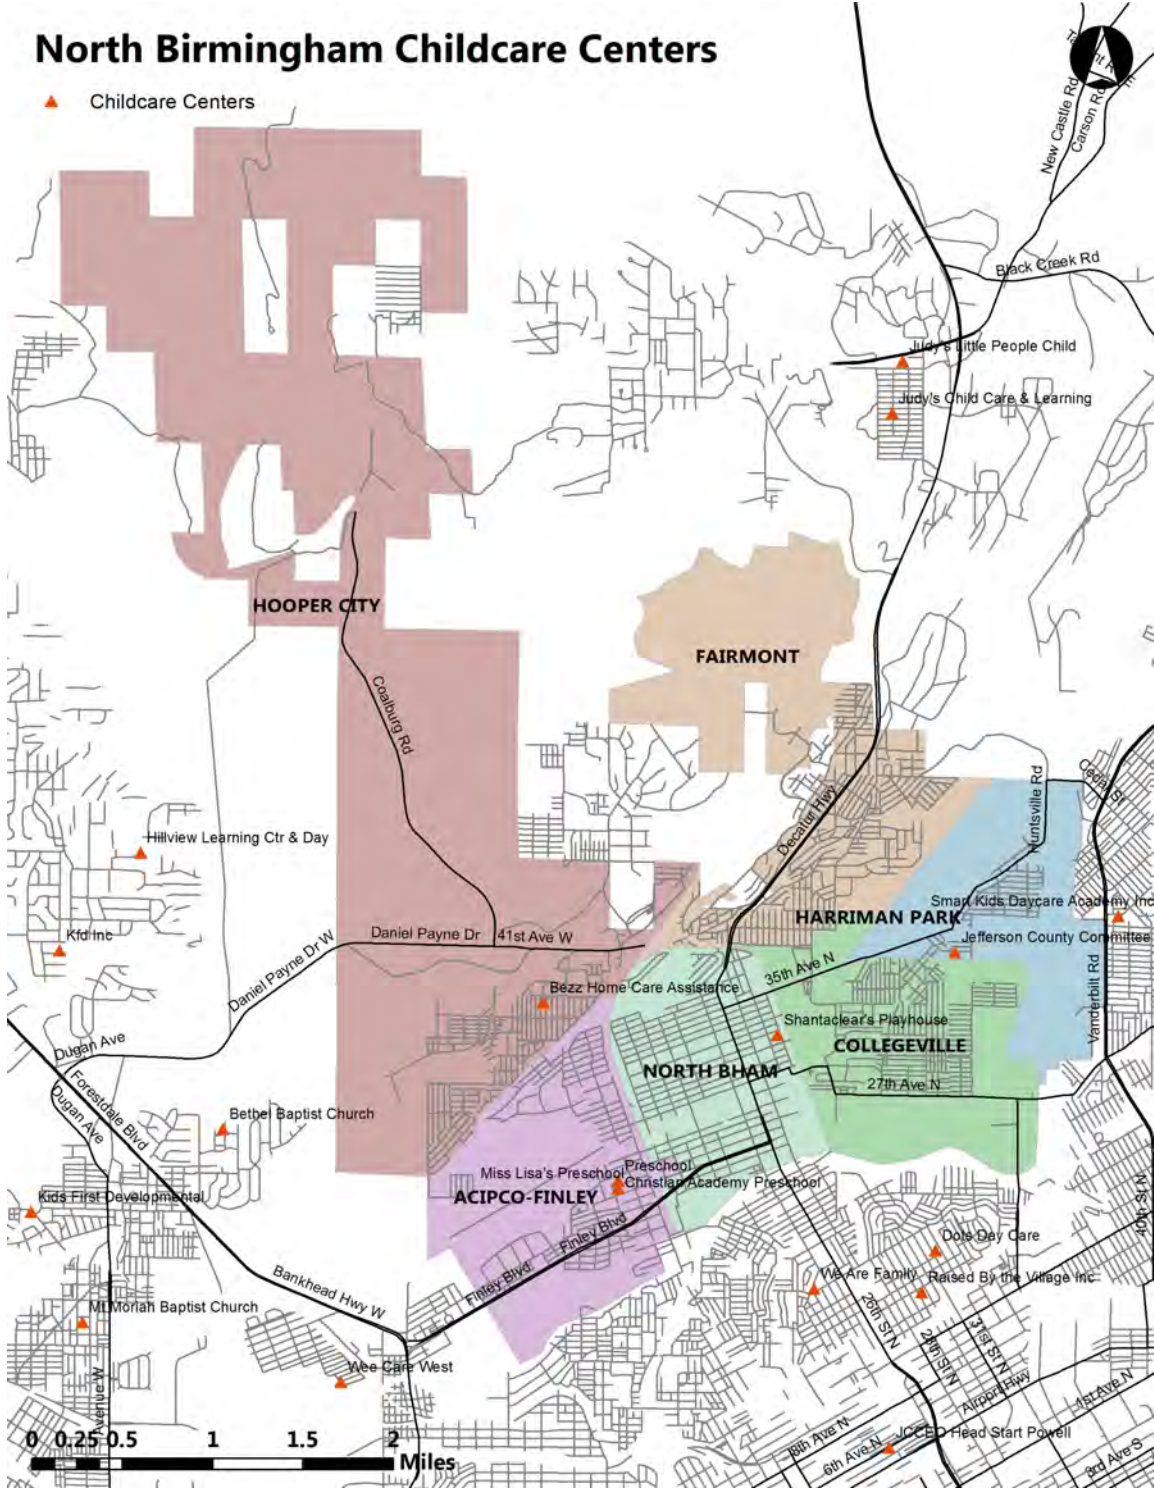 North Birmingham Childcare Centers
Childcare Centers
New Castle Rd
Carson Rd
Black Creek Rd
Judy's Little People Child
Judy's Child Care & Learning
HOOPER CITY
FAIRMONT
Coalburg Rd
Cedar St
Huntsville Rd
Decatur Hwy
Hillview Learning Ctr & Day
Smart Kids Daycare Academy Inc
HARRIMAN PARK
Kfd Inc
Daniel Payne Dr
41st Ave W
Jefferson County Committee
Daniel Payne Dr W
35th Ave N
Vanderbilt Rd
Bezz Home Care Assistance
Shantaclear's Playhouse
Dugan Ave
COLLEGEVILLE
NORTH BHAM
27th Ave N
Forestdale Blvd
Dugan Ave
Bethel Baptist Church
Preschool
Miss Lisa's Preschool
Christian Academy Preschool
ACIPCO-FINLEY
Kids First Developmental
40th St N
Finley Blvd
Dots Day Care
Finley Blvd
We Are Family
Raised By the Village Inc
Bankhead Hwy W
Mt Moriah Baptist Church
26th St N
31st St N
28th St N
Wee Care West
Avenue W
Airport Hwy
1st Ave N
8th Ave N
JCCEO Head Start Powell
6th Ave N
3rd Ave S
0 0.25 0.5 1 1.5 2
Miles